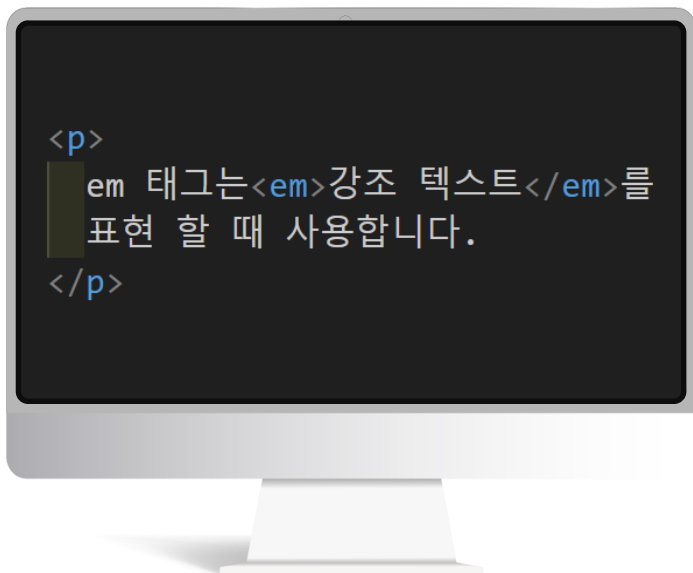 <p>
em 태그는<em>강조 텍스트</em>를
표현 할 때 사용합니다.
</p>